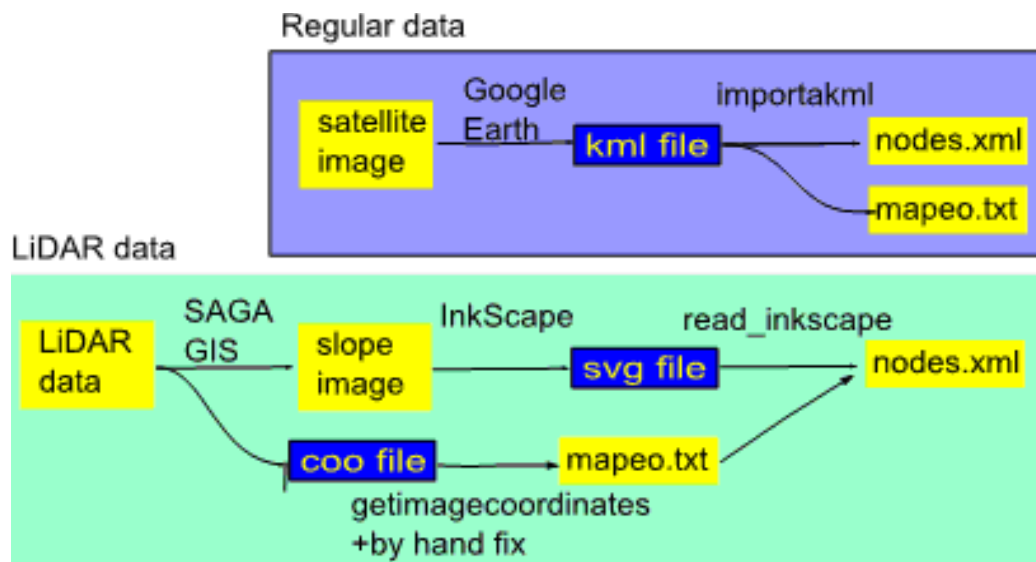 Regular data
satellite
image
Google
Earth
kml file
importakml
nodes.xml
mapeo.txt
LiDAR data
LiDAR
data
SAGA
GIS
slope
image
InkScape
svg file
read_inkscape
nodes.xml
coo file
mapeo.txt
getimagecoordinates
+by hand fix